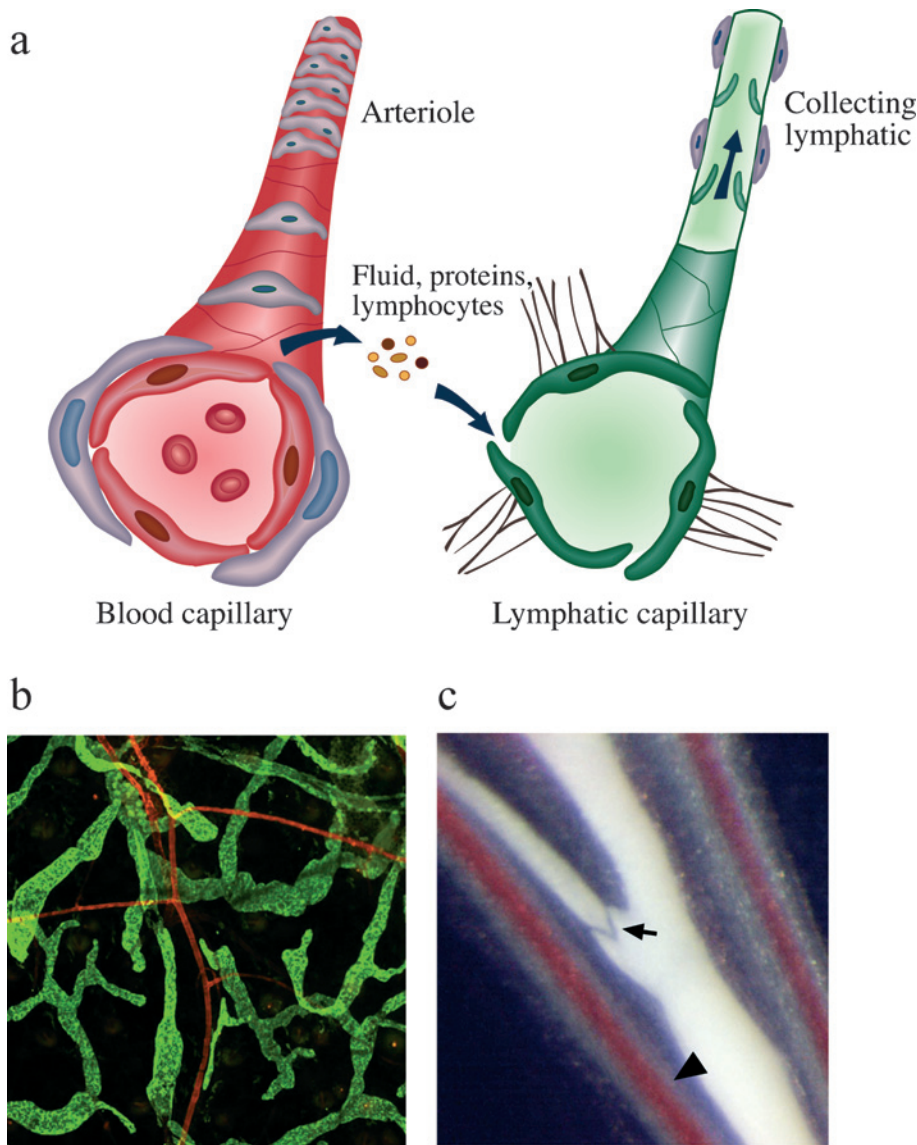 a
Arteriole
Collecting
lymphatic
Fluid, proteins,
lymphocytes
Blood capillary
Lymphatic capillary
b
c